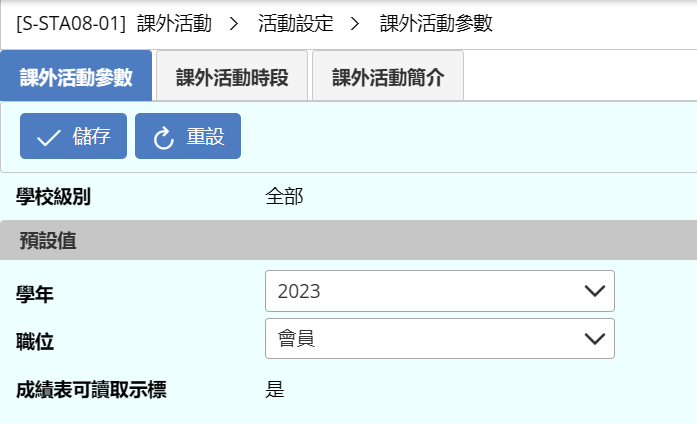 [S-STA08-01] 課外活動 > 活動設定 > 課外活動參數
課外活動參數 課外活動時段 課外活動簡介
儲存 重設
學校級別 全部
預設值
學年 2023
職位 會員
成績表可讀取示標 是